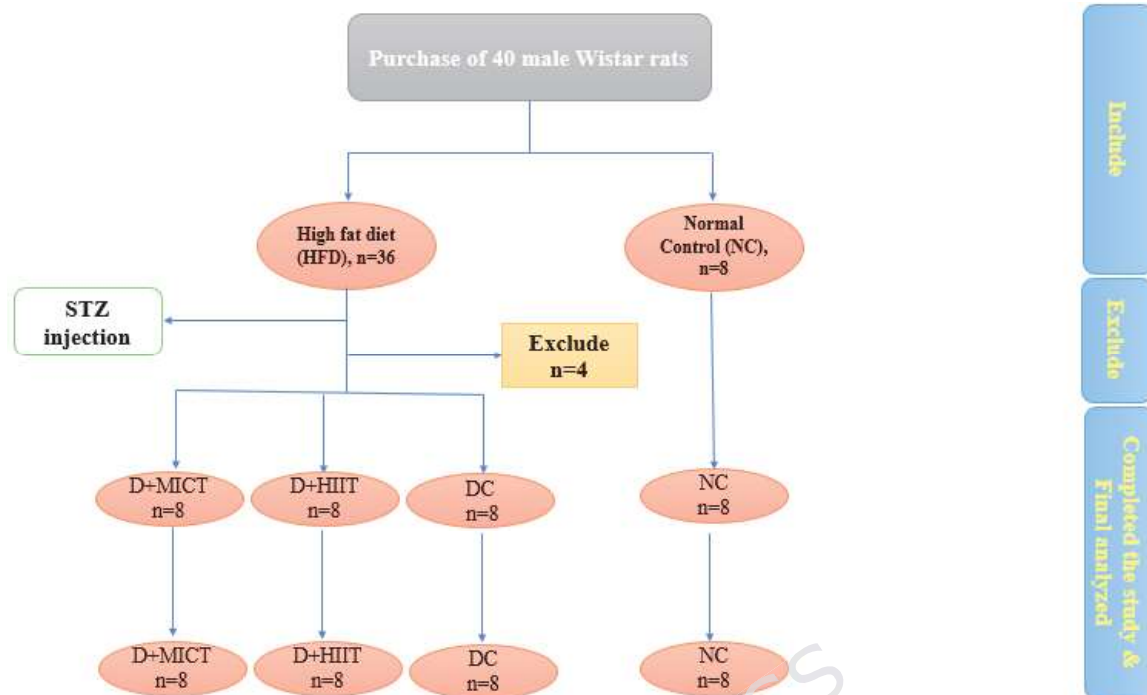 Purchase of 40 male Wistar rats
High fat diet
(HFD), n=36
Normal
Control (NC),
n=8
STZ
injection
Exclude
n=4
D+MICT
n=8
D+HIIT
n=8
DC
n=8
NC
n=8
D+MICT
n=8
D+HIIT
n=8
DC
n=8
NC
n=8
Include
Exclude
Completed the study &
Final analyzed